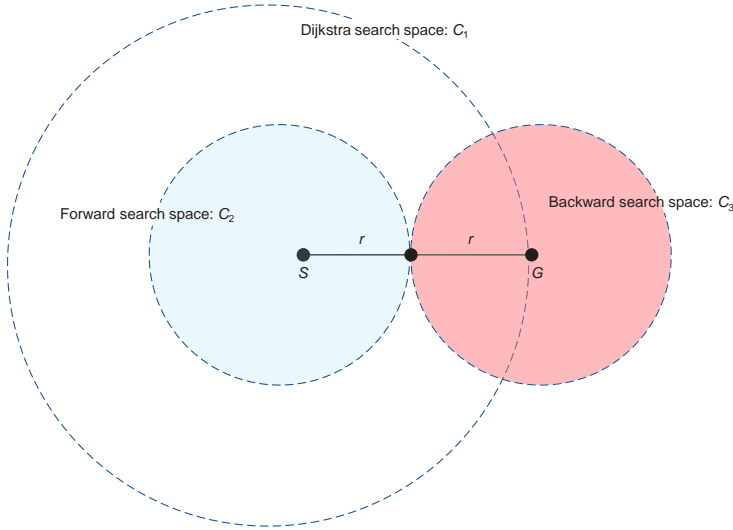 Dijkstra search space: C₁
Forward search space: C₂
Backward search space: C₃
r
r
S
G